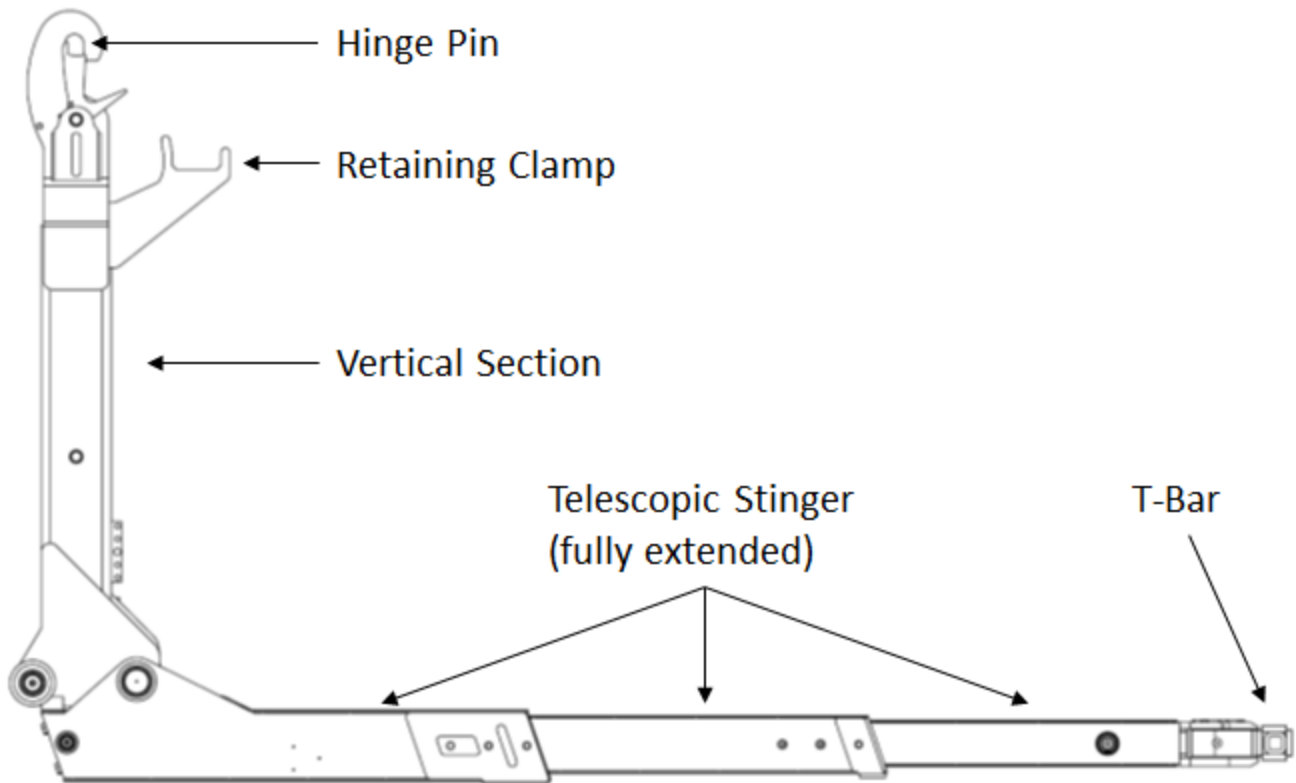 Hinge Pin
Retaining Clamp
Vertical Section
Telescopic Stinger
(fully extended)
T-Bar